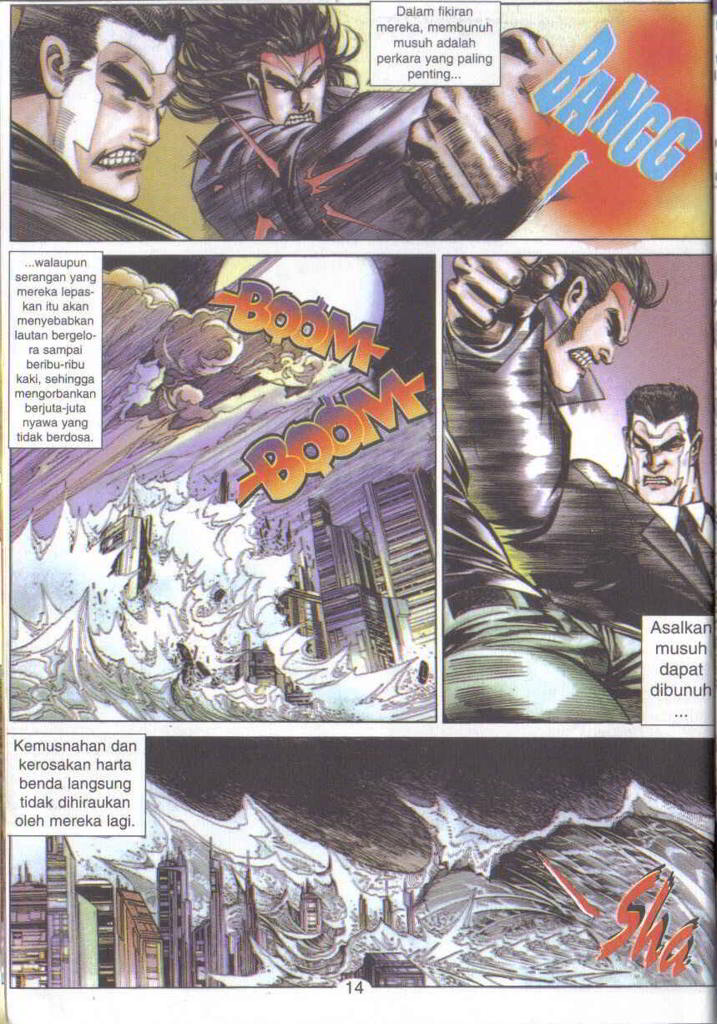 Dalam fikiran
mereka, membunuh
musuh adalah
perkara yang paling
penting...
BANGG
!
...walaupun
serangan yang
mereka lepas-
kan itu akan
menyebabkan
lautan bergelo-
ra sampai
beribu-ribu
kaki, sehingga
mengorbankan
berjuta-juta
nyawa yang
tidak berdosa.
BOOM
BOOM
Asalkan
musuh
dapat
dibunuh
...
Kemusnahan dan
kerosakan harta
benda langsung
tidak dihiraukan
oleh mereka lagi.
Sha
14